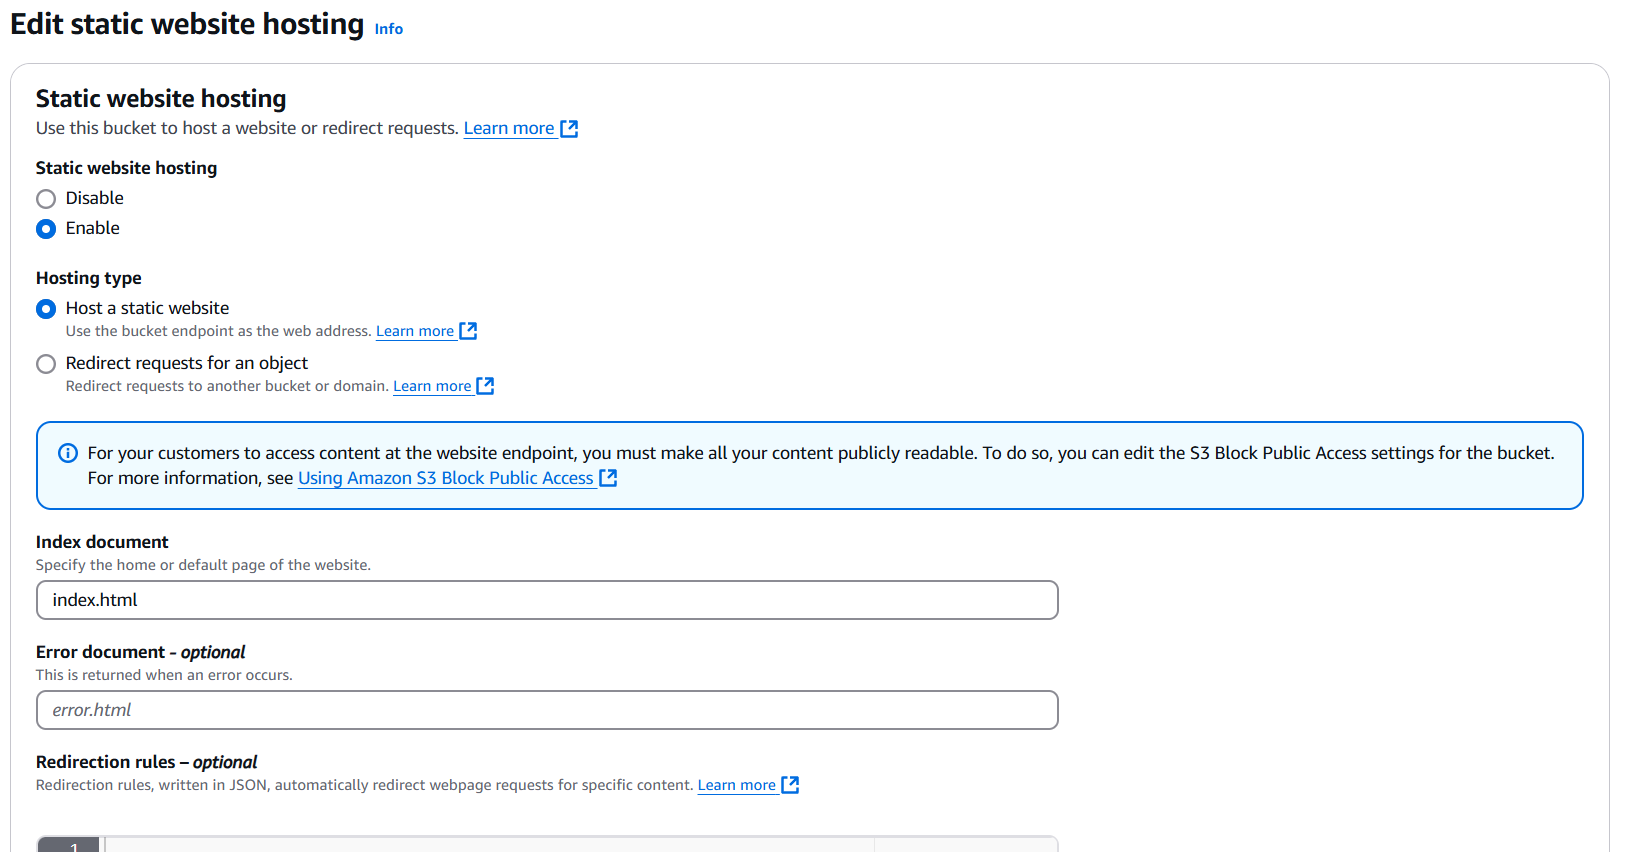 Edit static website hosting Info
Static website hosting
Use this bucket to host a website or redirect requests. Learn more
Static website hosting
Disable
Enable
Hosting type
Host a static website
Use the bucket endpoint as the web address. Learn more
Redirect requests for an object
Redirect requests to another bucket or domain. Learn more
For your customers to access content at the website endpoint, you must make all your content publicly readable. To do so, you can edit the S3 Block Public Access settings for the bucket.
For more information, see Using Amazon S3 Block Public Access
Index document
Specify the home or default page of the website.
index.html
Error document - optional
This is returned when an error occurs.
error.html
Redirection rules – optional
Redirection rules, written in JSON, automatically redirect webpage requests for specific content. Learn more
1